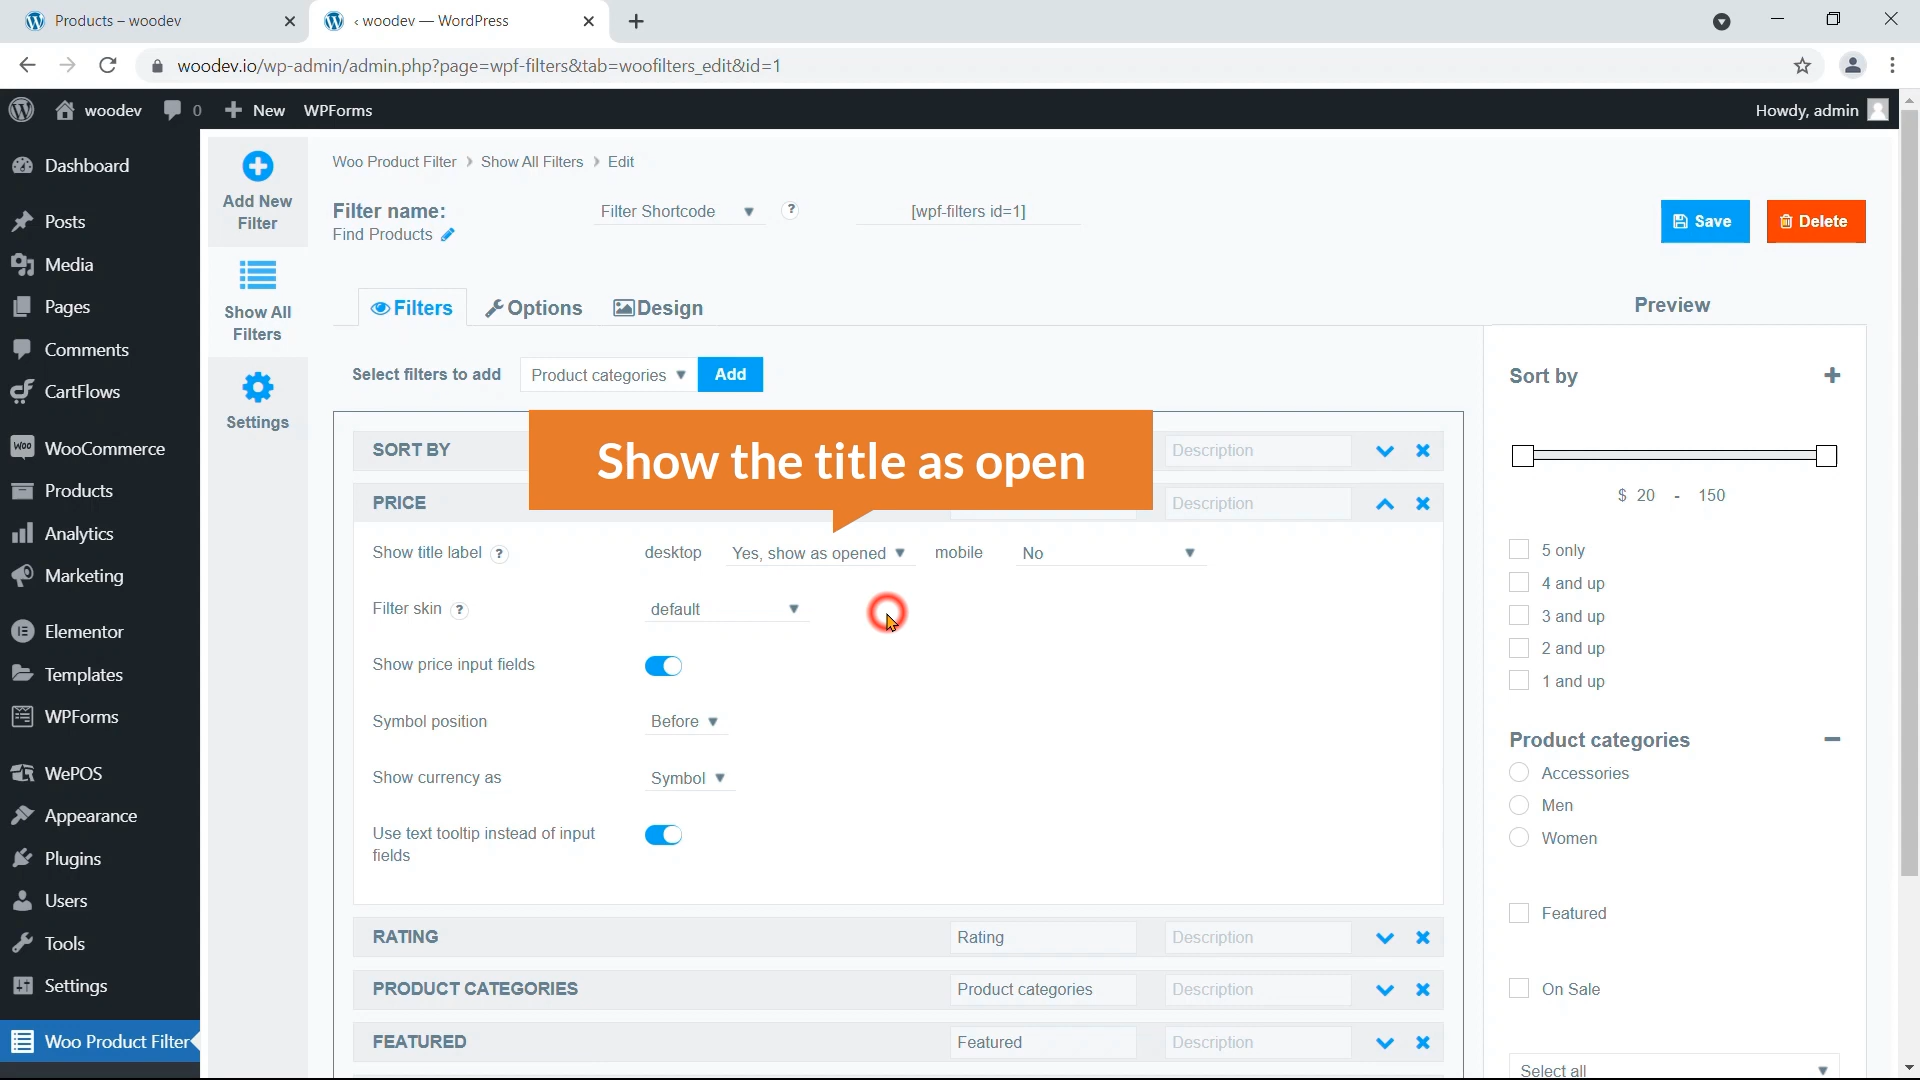 Products – woodev
‹ woodev — WordPress
woodev.io/wp-admin/admin.php?page=wpf-filters&tab=woofilters_edit&id=1
woodev
0
New
WPForms
Howdy, admin
Dashboard
Posts
Media
Pages
Comments
CartFlows
WooCommerce
Products
Analytics
Marketing
Elementor
Templates
WPForms
WePOS
Appearance
Plugins
Users
Tools
Settings
Woo Product Filter
Add New
Filter
Show All
Filters
Settings
Woo Product Filter › Show All Filters › Edit
Filter name:
Find Products
Filter Shortcode
?
[wpf-filters id=1]
Save
Delete
Filters
Options
Design
Preview
Select filters to add
Product categories
Add
Show the title as open
SORT BY
Description
PRICE
Description
Show title label ?
desktop
Yes, show as opened
mobile
No
Filter skin ?
default
Show price input fields
Symbol position
Before
Show currency as
Symbol
Use text tooltip instead of input
fields
RATING
Rating
Description
PRODUCT CATEGORIES
Product categories
Description
FEATURED
Featured
Description
Sort by
$ 20 - 150
5 only
4 and up
3 and up
2 and up
1 and up
Product categories
Accessories
Men
Women
Featured
On Sale
Select all